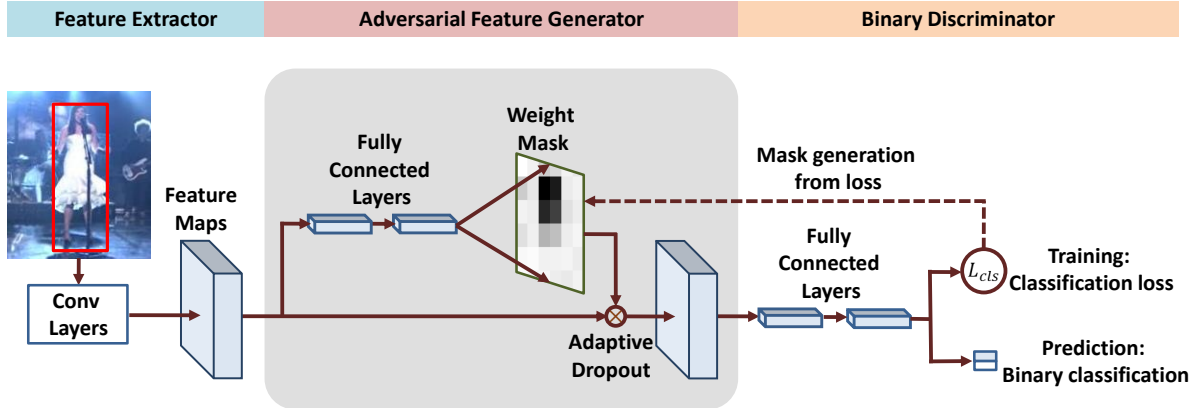 Feature Extractor
Adversarial Feature Generator
Binary Discriminator
Conv
Layers
Feature
Maps
Fully
Connected
Layers
Weight
Mask
Adaptive
Dropout
Mask generation
from loss
Fully
Connected
Layers
L_cls
Training:
Classification loss
Prediction:
Binary classification